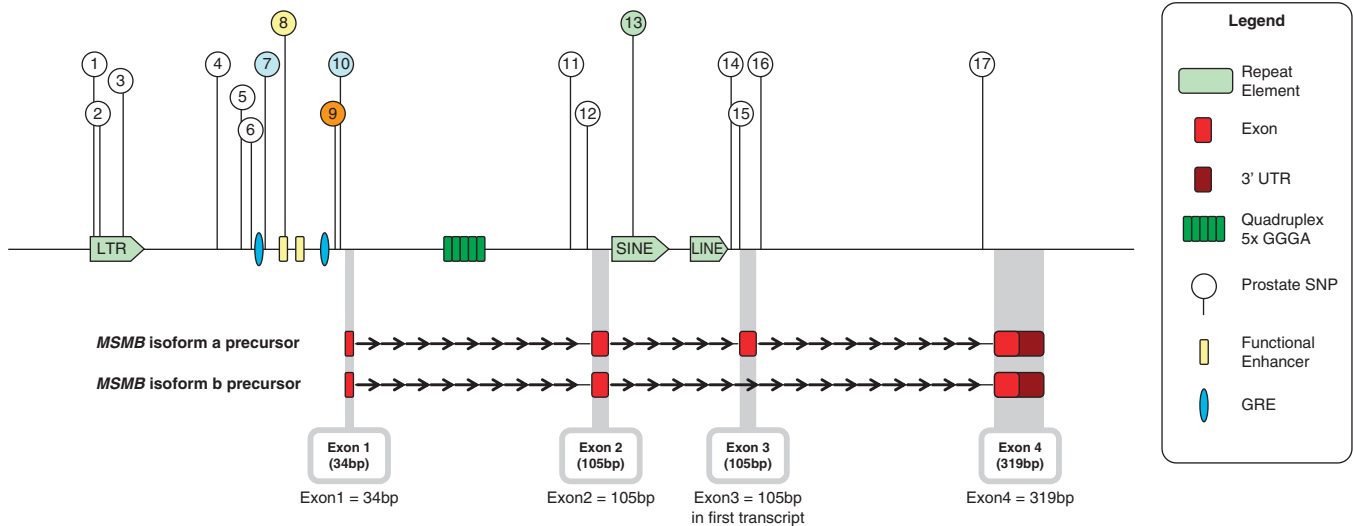 1
2
3
4
5
6
7
8
9
10
11
12
13
14
15
16
17
LTR
SINE
LINE
MSMB isoform a precursor
MSMB isoform b precursor
Exon 1
(34bp)
Exon 2
(105bp)
Exon 3
(105bp)
Exon 4
(319bp)
Exon1 = 34bp
Exon2 = 105bp
Exon3 = 105bp
in first transcript
Exon4 = 319bp
Legend
Repeat
Element
Exon
3' UTR
Quadruplex
5x GGGA
Prostate SNP
Functional
Enhancer
GRE